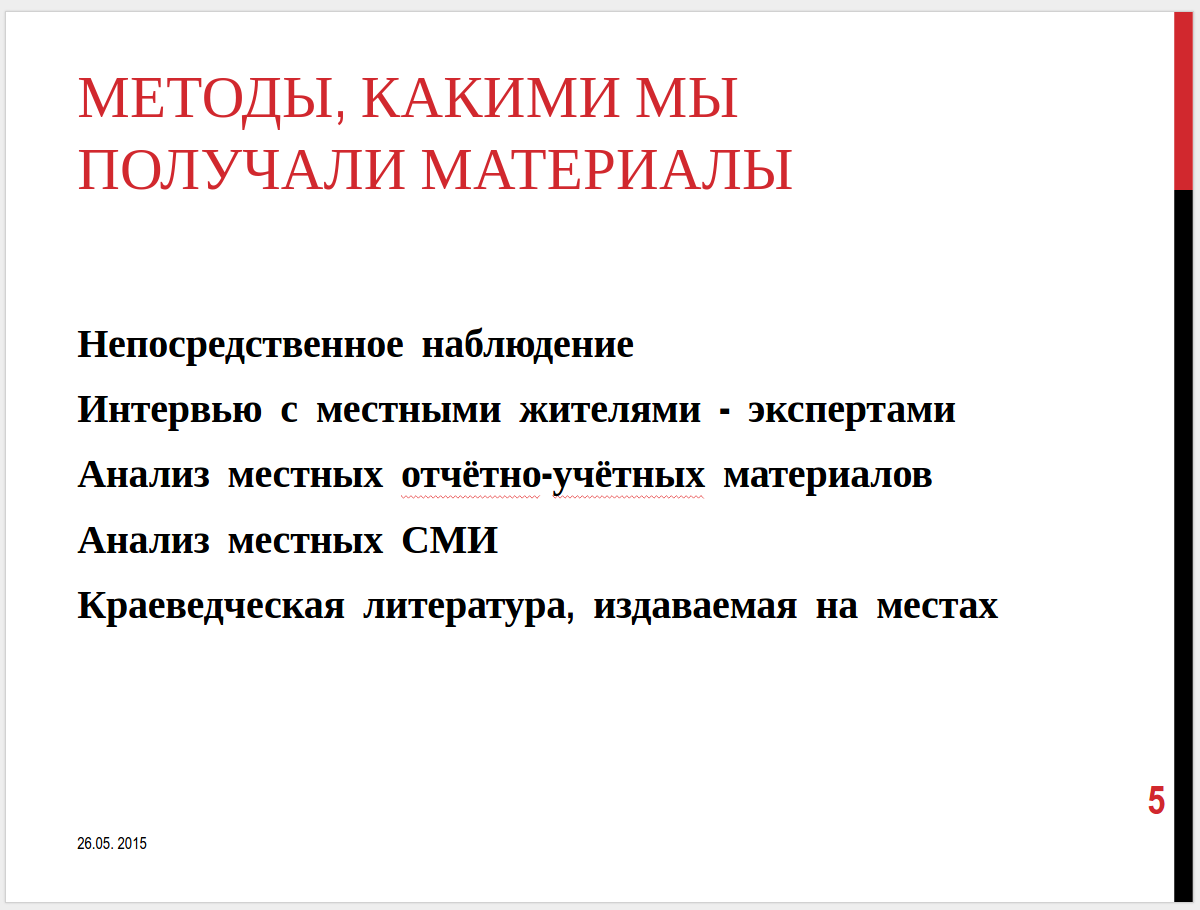 МЕТОДЫ, КАКИМИ МЫ
ПОЛУЧАЛИ МАТЕРИАЛЫ
Непосредственное наблюдение
Интервью с местными жителями - экспертами
Анализ местных отчётно-учётных материалов
Анализ местных СМИ
Краеведческая литература, издаваемая на местах
5
26.05. 2015